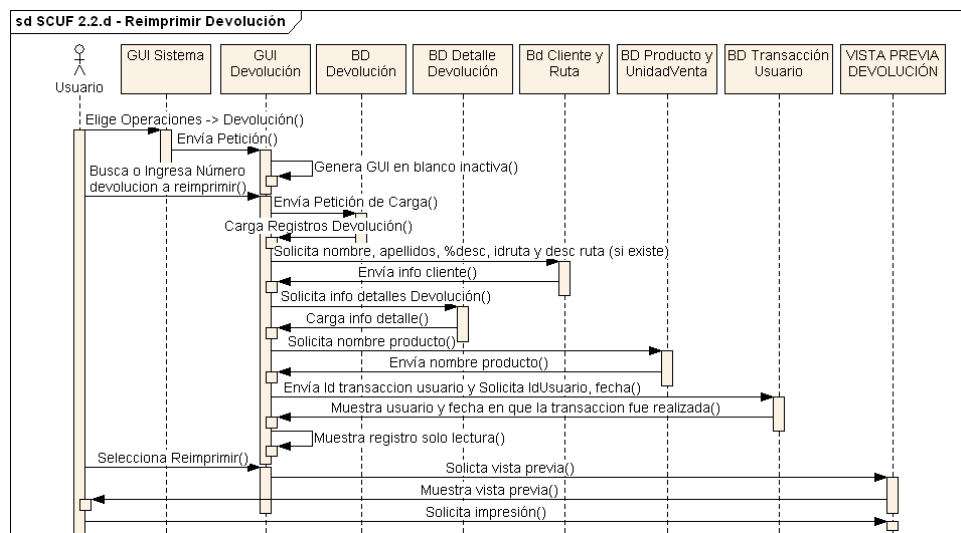 sd SCUF 2.2.d - Reimprimir Devolución
Usuario
GUI Sistema
GUI
Devolución
BD
Devolución
BD Detalle
Devolución
Bd Cliente y
Ruta
BD Producto y
UnidadVenta
BD Transacción
Usuario
VISTA PREVIA
DEVOLUCIÓN
Elige Operaciones -> Devolución()
Envía Petición()
Genera GUI en blanco inactiva()
Busca o Ingresa Número
devolucion a reimprimir()
Envía Petición de Carga()
Carga Registros Devolución()
Solicita nombre, apellidos, %desc, idruta y desc ruta (si existe)
Envía info cliente()
Solicita info detalles Devolución()
Carga info detalle()
Solicita nombre producto()
Envía nombre producto()
Envía Id transaccion usuario y Solicita IdUsuario, fecha()
Muestra usuario y fecha en que la transaccion fue realizada()
Muestra registro solo lectura()
Selecciona Reimprimir()
Solicta vista previa()
Muestra vista previa()
Solicita impresión()